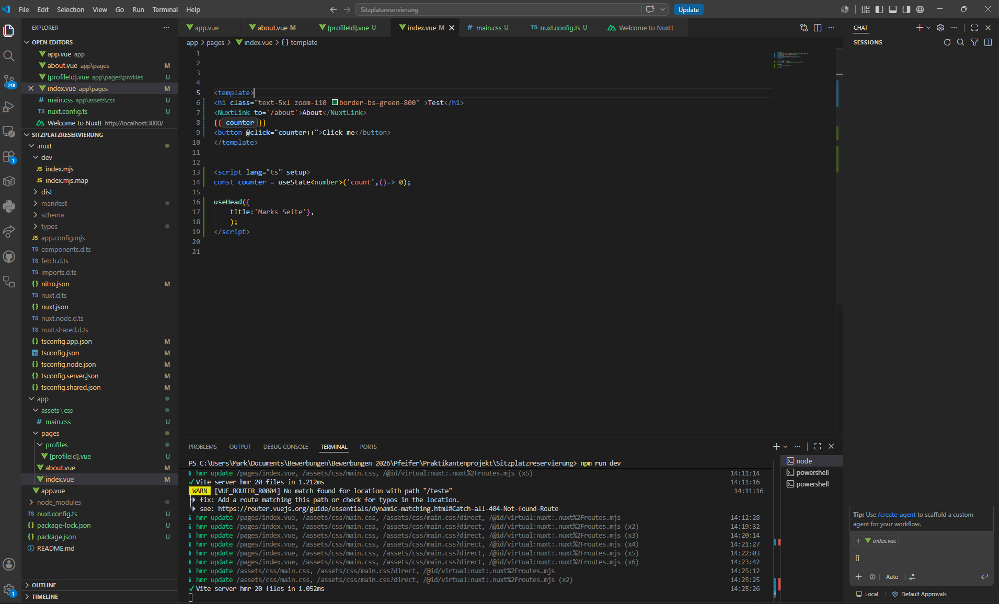 File Edit Selection View Go Run Terminal Help
Sitzplatzreservierung
Update
EXPLORER
OPEN EDITORS
app.vue app
about.vue app\pages M
[profileId].vue app\pages\profiles U
index.vue app\pages M
main.css app\assets\css U
nuxt.config.ts U
Welcome to Nuxt! http://localhost:3000/
SITZPLATZRESERVIERUNG
.nuxt
dev
JS index.mjs
JS index.mjs.map
dist
manifest
schema
types
JS app.config.mjs
TS components.d.ts
TS fetch.d.ts
TS imports.d.ts
{} nitro.json M
TS nuxt.d.ts
{} nuxt.json
TS nuxt.node.d.ts
TS nuxt.shared.d.ts
{} tsconfig.app.json M
TS tsconfig.json M
{} tsconfig.node.json M
{} tsconfig.server.json M
{} tsconfig.shared.json M
app
assets\css
# main.css U
pages
profiles
[profileId].vue U
about.vue M
index.vue M
app.vue
node_modules
TS nuxt.config.ts U
{} package-lock.json U
{} package.json U
README.md
OUTLINE
TIMELINE
218
1
1
app.vue
about.vue M
[profileId].vue U
index.vue M
# main.css U
TS nuxt.config.ts U
Welcome to Nuxt!
app > pages > index.vue > {} template
1
2
3
4
5 <template>
6 <h1 class="text-5xl zoom-110 border-bs-green-800" >Test</h1>
7 <NuxtLink to='/about'>About</NuxtLink>
8 {{ counter }}
9 <button @click="counter++">Click me</button>
10 </template>
11
12
13 <script lang="ts" setup>
14 const counter = useState<number>('count',()=> 0);
15
16 useHead({
17 title:'Marks Seite'},
18 );
19 </script>
20
21
PROBLEMS OUTPUT DEBUG CONSOLE TERMINAL PORTS
PS C:\Users\Mark\Documents\Bewerbungen\Bewerbungen 2026\Pfeifer\Praktikantenprojekt\Sitzplatzreservierung> npm run dev
i hmr update /pages/index.vue, /assets/css/main.css, /@id/virtual:nuxt:.nuxt%2Froutes.mjs (x5) 14:11:14
✓ Vite server hmr 20 files in 1.212ms 14:11:16
WARN [VUE_ROUTER_R0004] No match found for location with path "/teste" 14:11:16
fix: Add a route matching this path or check for typos in the location.
see: https://router.vuejs.org/guide/essentials/dynamic-matching.html#Catch-all-404-Not-found-Route
i hmr update /pages/index.vue, /assets/css/main.css, /assets/css/main.css?direct, /@id/virtual:nuxt:.nuxt%2Froutes.mjs 14:12:28
i hmr update /pages/index.vue, /assets/css/main.css, /assets/css/main.css?direct, /@id/virtual:nuxt:.nuxt%2Froutes.mjs (x2) 14:19:32
i hmr update /pages/index.vue, /assets/css/main.css, /assets/css/main.css?direct, /@id/virtual:nuxt:.nuxt%2Froutes.mjs (x3) 14:20:14
i hmr update /pages/index.vue, /assets/css/main.css, /assets/css/main.css?direct, /@id/virtual:nuxt:.nuxt%2Froutes.mjs (x4) 14:21:27
i hmr update /pages/index.vue, /assets/css/main.css, /assets/css/main.css?direct, /@id/virtual:nuxt:.nuxt%2Froutes.mjs (x5) 14:22:03
i hmr update /pages/index.vue, /assets/css/main.css, /assets/css/main.css?direct, /@id/virtual:nuxt:.nuxt%2Froutes.mjs (x6) 14:23:42
i hmr update /assets/css/main.css, /assets/css/main.css?direct, /@id/virtual:nuxt:.nuxt%2Froutes.mjs 14:25:12
i hmr update /assets/css/main.css, /assets/css/main.css?direct, /@id/virtual:nuxt:.nuxt%2Froutes.mjs (x2) 14:25:25
✓ Vite server hmr 20 files in 1.052ms 14:25:26
node
powershell
powershell
CHAT
SESSIONS
Tip: Use /create-agent to scaffold a custom
agent for your workflow.
index.vue
[]
Auto
Local Default Approvals